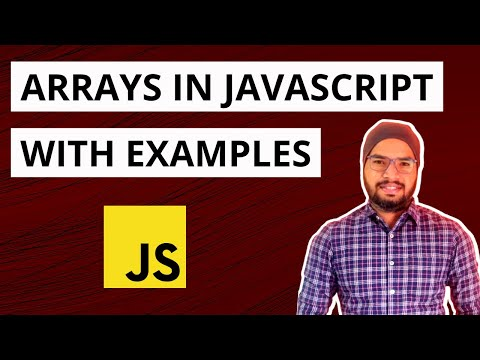 ARRAYS IN JAVASCRIPT
WITH EXAMPLES
JS